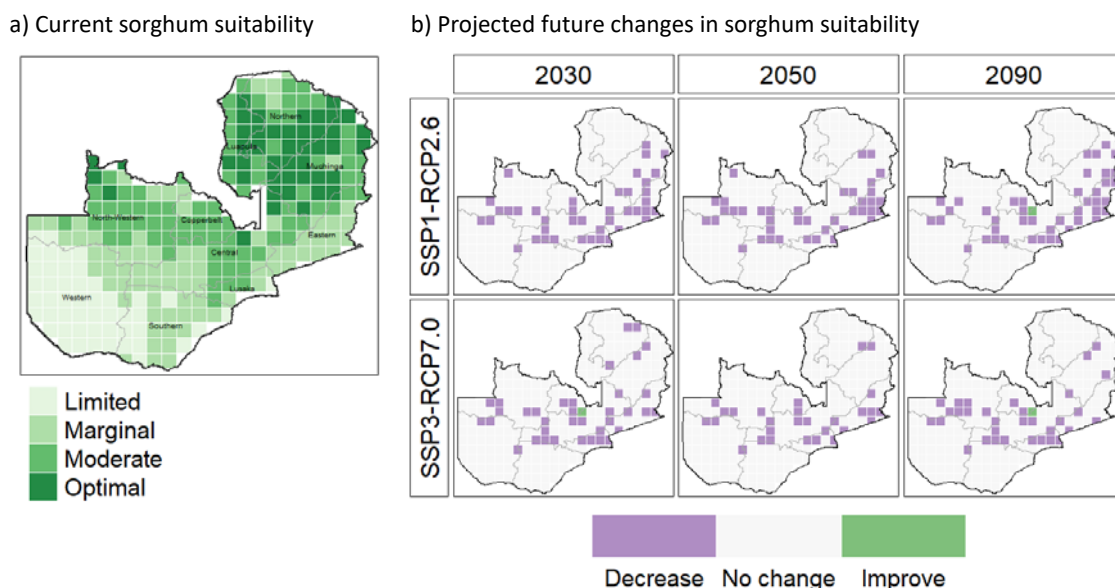 a) Current sorghum suitability
b) Projected future changes in sorghum suitability
Northern
Luapula
Muchinga
North-Western
Copperbelt
Eastern
Central
Lusaka
Western
Southern
Limited
Marginal
Moderate
Optimal
2030
2050
2090
SSP1-RCP2.6
SSP3-RCP7.0
Decrease
No change
Improve